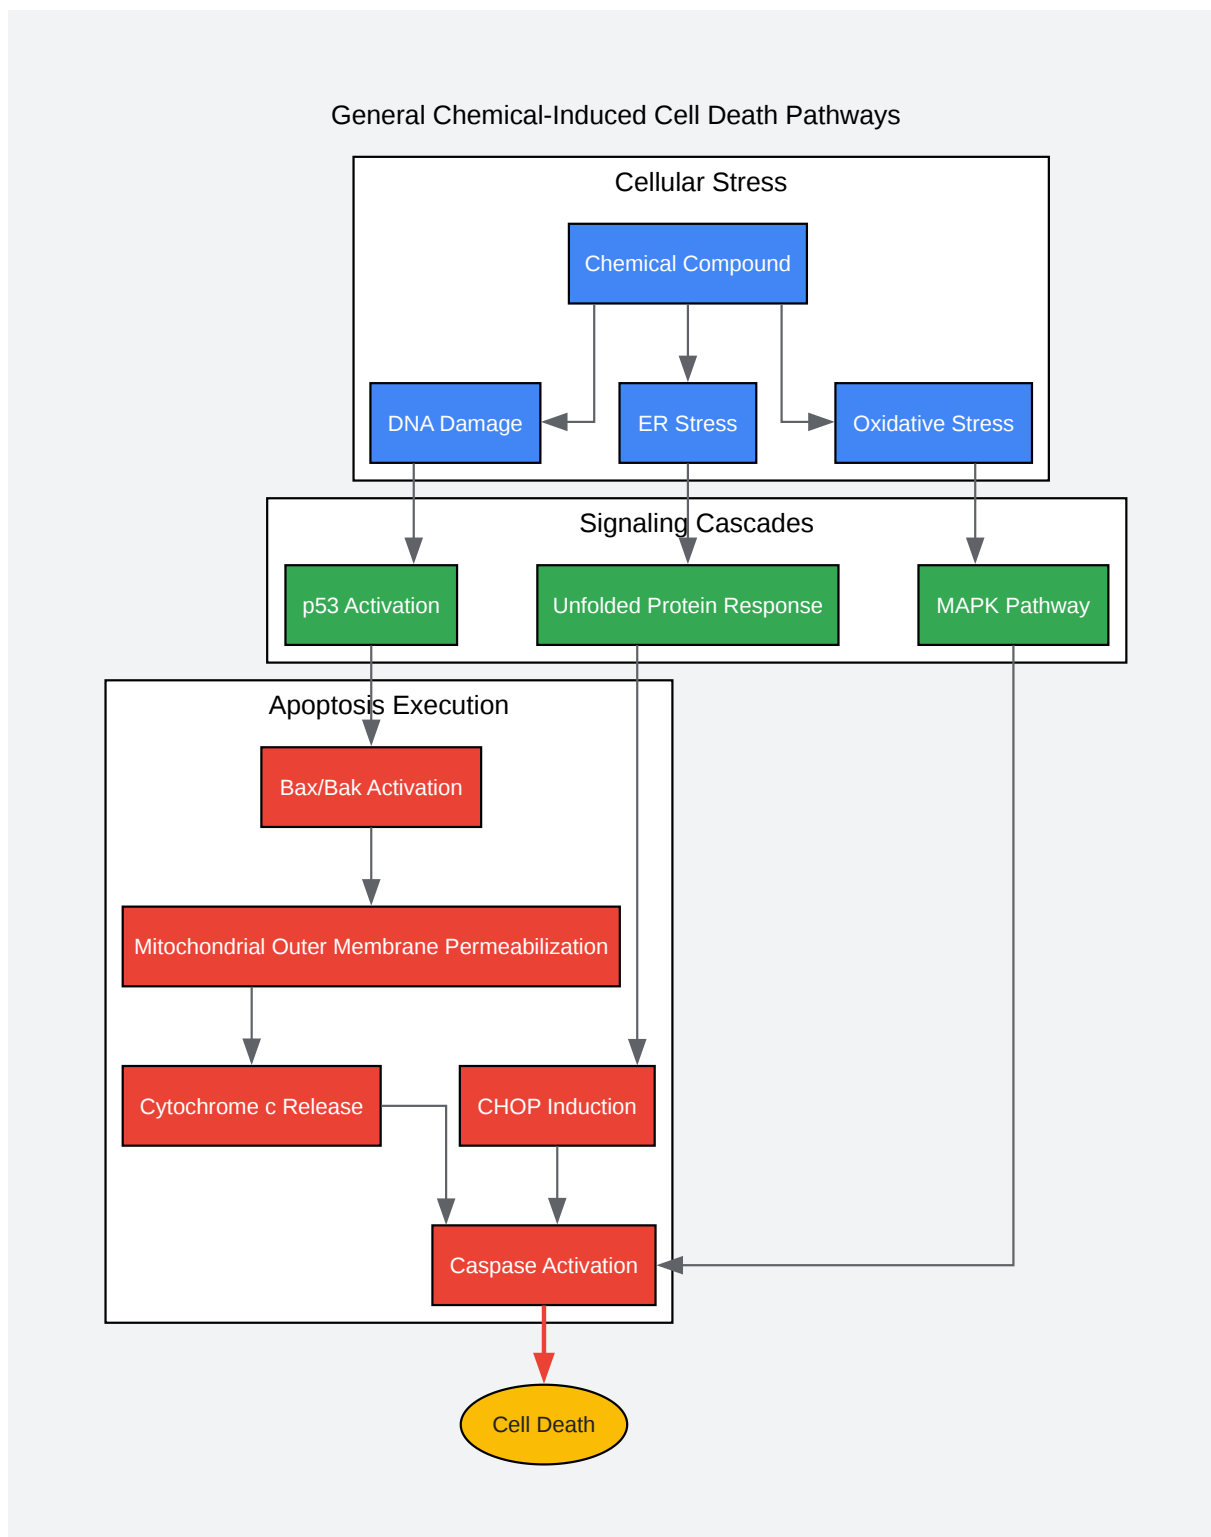 General Chemical-Induced Cell Death Pathways
Cellular Stress
Chemical Compound
DNA Damage
ER Stress
Oxidative Stress
Signaling Cascades
p53 Activation
Unfolded Protein Response
MAPK Pathway
Apoptosis Execution
Bax/Bak Activation
Mitochondrial Outer Membrane Permeabilization
Cytochrome c Release
CHOP Induction
Caspase Activation
Cell Death